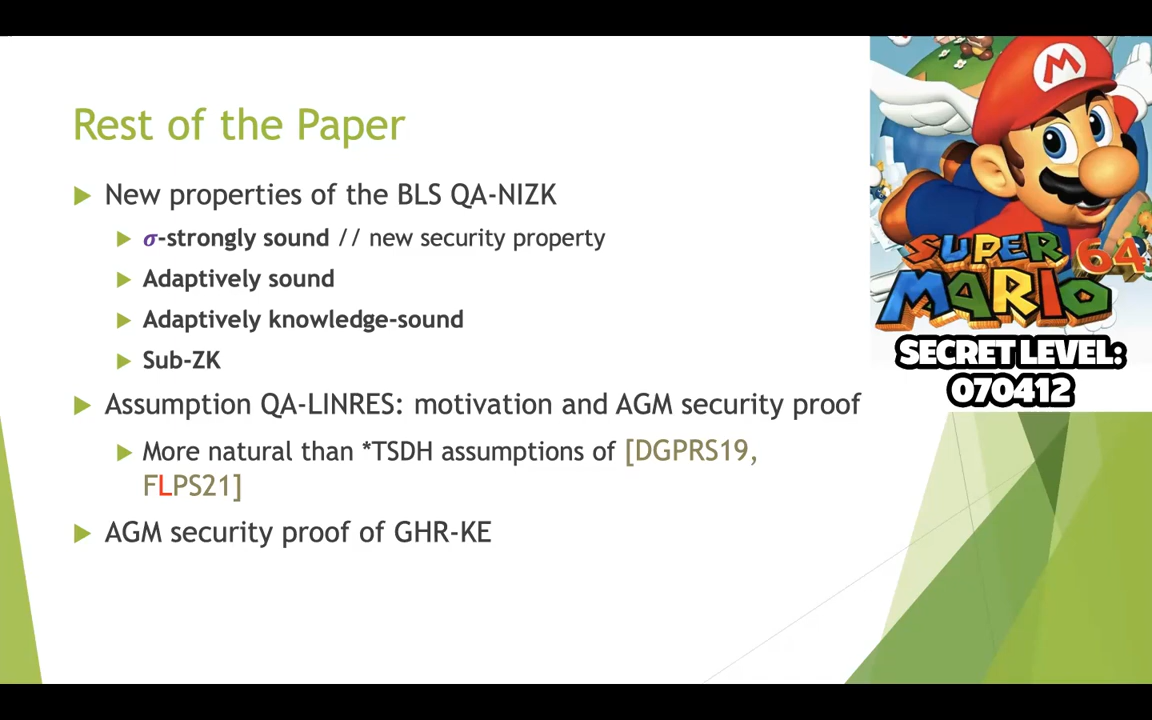 Rest of the Paper
New properties of the BLS QA-NIZK
σ-strongly sound // new security property
Adaptively sound
Adaptively knowledge-sound
Sub-ZK
Assumption QA-LINRES: motivation and AGM security proof
More natural than *TSDH assumptions of [DGPRS19,
FLPS21]
AGM security proof of GHR-KE
M
SUPER
MARIO 64
SECRET LEVEL:
070412